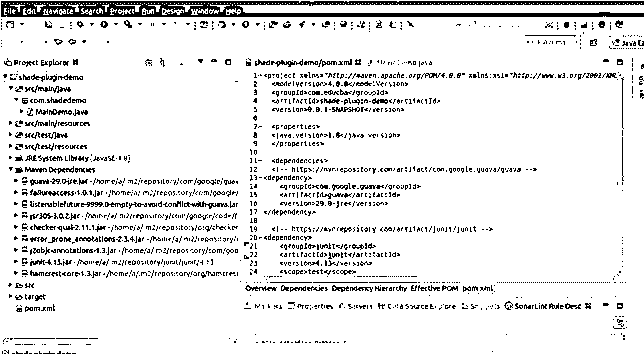 File Edit Navigate Search Project Run Design Window Help
Java E
Project Explorer
shade-plugin-demo
src/main/java
com.shadedemo
MainDemo.java
src/main/resources
src/test/java
src/test/resources
JRE System Library [JavaSE-1.8]
Maven Dependencies
guava-29.0-jre.jar - /home/a/.m2/repository/com/google/guav
failureaccess-1.0.1.jar - /home/a/.m2/repository/com/google/
listenablefuture-9999.0-empty-to-avoid-conflict-with-guava.jar
jsr305-3.0.2.jar - /home/a/.m2/repository/com/google/code/
checker-qual-2.11.1.jar - /home/a/.m2/repository/org/checker
error_prone_annotations-2.3.4.jar - /home/a/.m2/repository/
j2objc-annotations-1.3.jar - /home/a/.m2/repository/com/goo
junit-4.13.jar - /home/a/.m2/repository/junit/junit/4.13
hamcrest-core-1.3.jar - /home/a/.m2/repository/org/hamcrest
src
target
pom.xml
shade-plugin-demo/pom.xml MainDemo.java
1 <project xmlns="http://maven.apache.org/POM/4.0.0" xmlns:xsi="http://www.w3.org/2001/XML
2 <modelVersion>4.0.0</modelVersion>
3 <groupId>com.educba</groupId>
4 <artifactId>shade-plugin-demo</artifactId>
5 <version>0.0.1-SNAPSHOT</version>
6
7 <properties>
8 <java.version>1.8</java.version>
9 </properties>
10
11 <dependencies>
12 <!-- https://mvnrepository.com/artifact/com.google.guava/guava -->
13 <dependency>
14 <groupId>com.google.guava</groupId>
15 <artifactId>guava</artifactId>
16 <version>29.0-jre</version>
17 </dependency>
18
19 <!-- https://mvnrepository.com/artifact/junit/junit -->
20 <dependency>
21 <groupId>junit</groupId>
22 <artifactId>junit</artifactId>
23 <version>4.13</version>
24 <scope>test</scope>
Overview Dependencies Dependency Hierarchy Effective POM pom.xml
Markers Properties Servers Data Source Explorer Snippets SonarLint Rule Desc